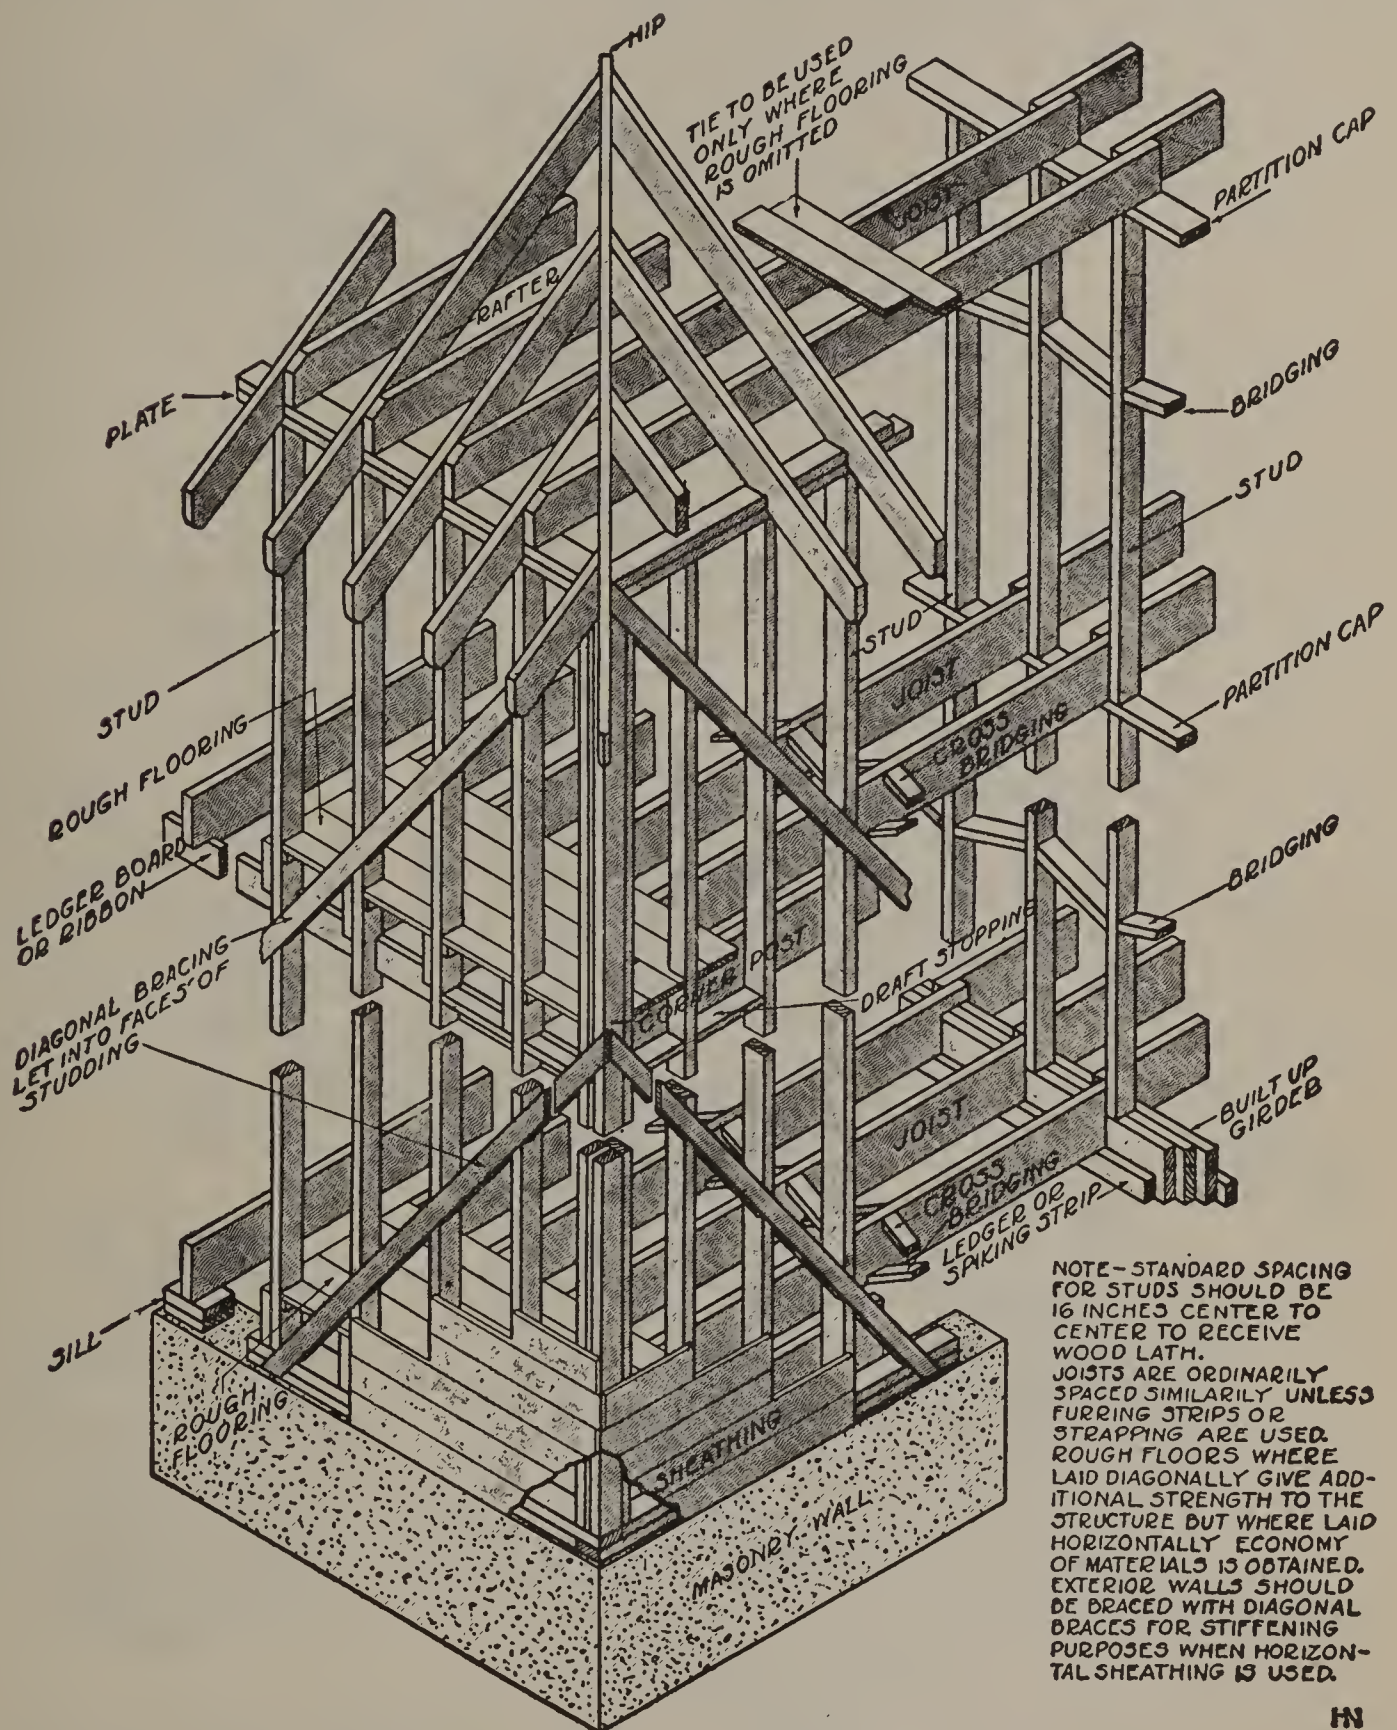 HIP
TIE TO BE USED
ONLY WHERE
ROUGH FLOORING
IS OMITTED
JOIST
PARTITION CAP
RAFTER
PLATE
BRIDGING
STUD
STUD
JOIST
PARTITION CAP
STUD
ROUGH FLOORING
CROSS
BRIDGING
LEDGER BOARD
OR RIBBON
BRIDGING
DIAGONAL BRACING
LET INTO FACES OF
STUDDING
CORNER POST
DRAFT STOPPING
JOIST
BUILT UP
GIRDER
CROSS
BRIDGING
LEDGER OR
SPIKING STRIP
SILL
ROUGH
FLOORING
SHEATHING
MASONRY WALL
NOTE-STANDARD SPACING
FOR STUDS SHOULD BE
16 INCHES CENTER TO
CENTER TO RECEIVE
WOOD LATH.
JOISTS ARE ORDINARILY
SPACED SIMILARILY UNLESS
FURRING STRIPS OR
STRAPPING ARE USED.
ROUGH FLOORS WHERE
LAID DIAGONALLY GIVE ADD-
ITIONAL STRENGTH TO THE
STRUCTURE BUT WHERE LAID
HORIZONTALLY ECONOMY
OF MATERIALS IS OBTAINED.
EXTERIOR WALLS SHOULD
BE BRACED WITH DIAGONAL
BRACES FOR STIFFENING
PURPOSES WHEN HORIZON-
TAL SHEATHING IS USED.
HN